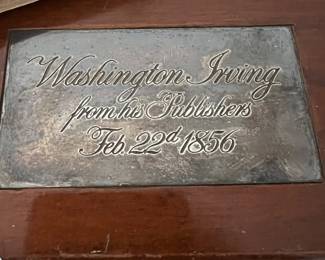 Washington Irving
from his Publishers
Feb. 22d 1856